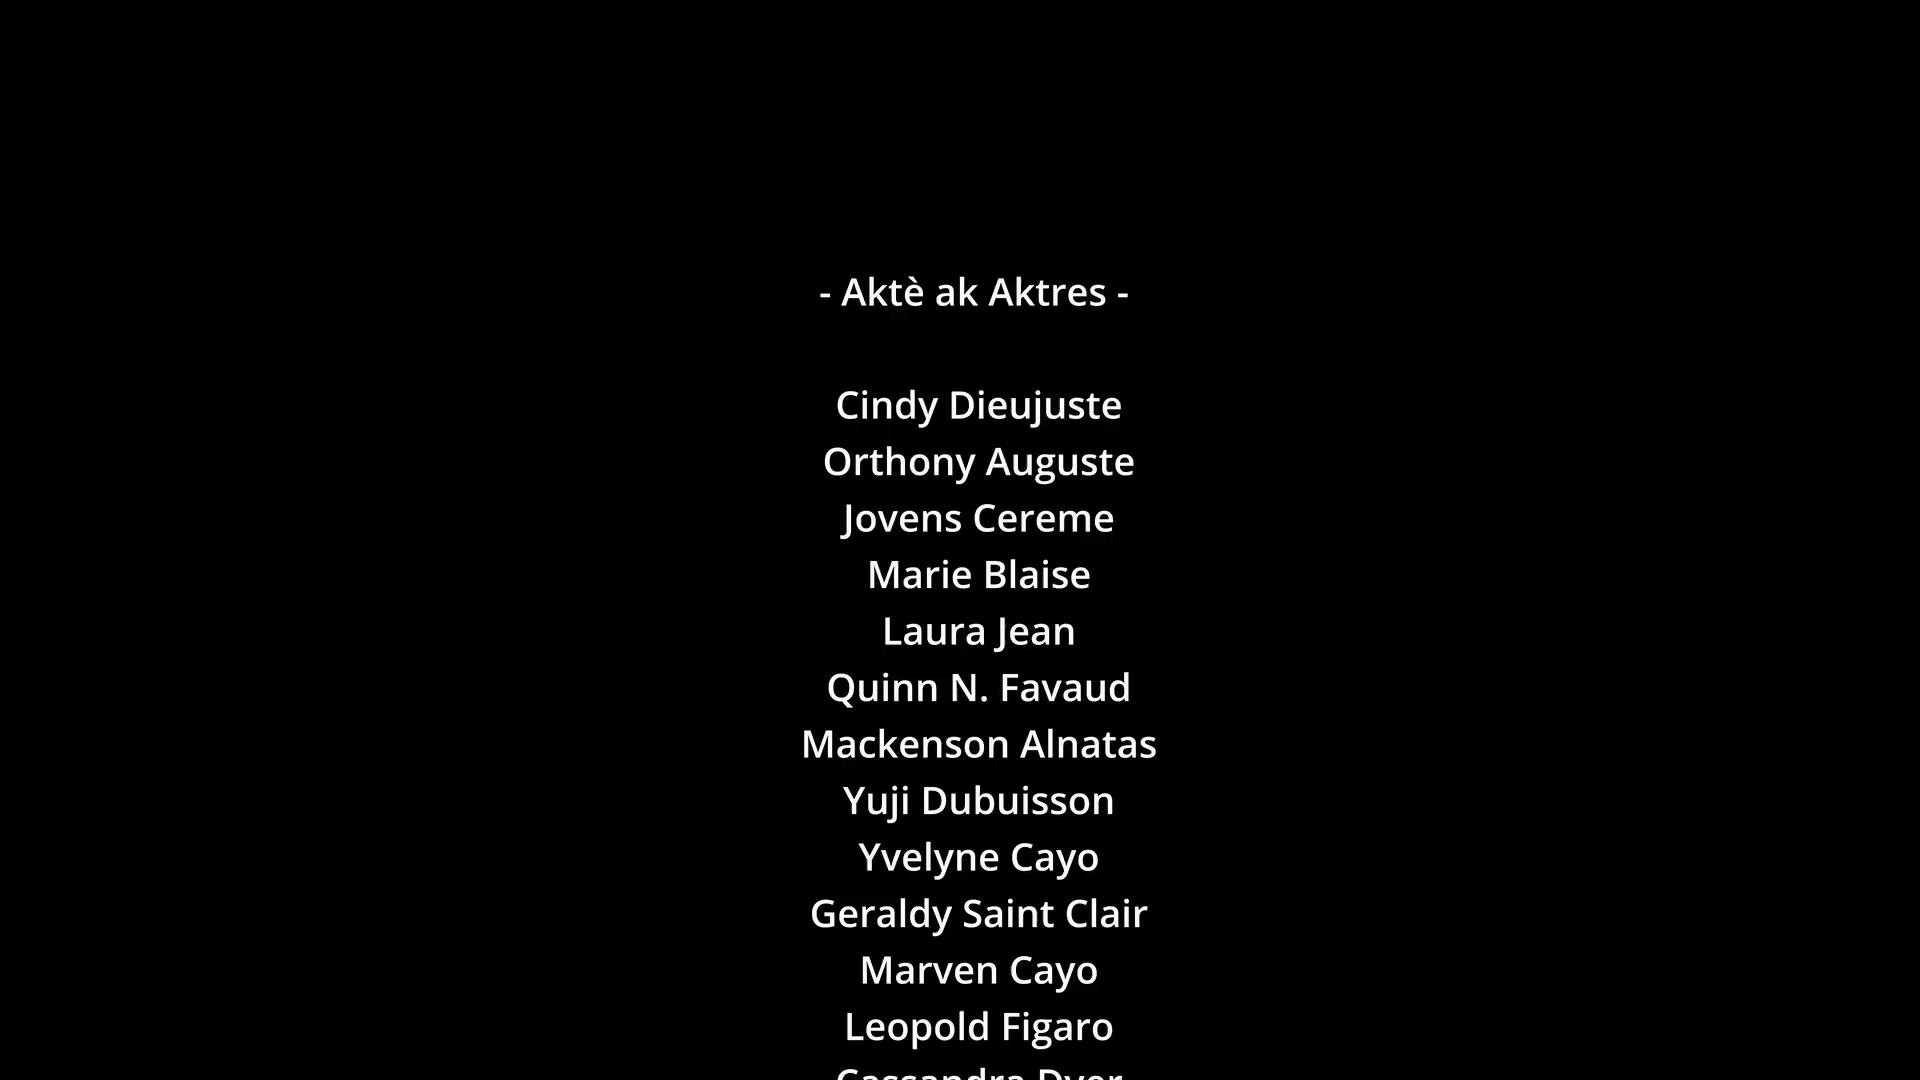 - Aktè ak Aktres -
Cindy Dieujuste
Orthony Auguste
Jovens Cereme
Marie Blaise
Laura Jean
Quinn N. Favaud
Mackenson Alnatas
Yuji Dubuisson
Yvelyne Cayo
Geraldy Saint Clair
Marven Cayo
Leopold Figaro
Cassandra